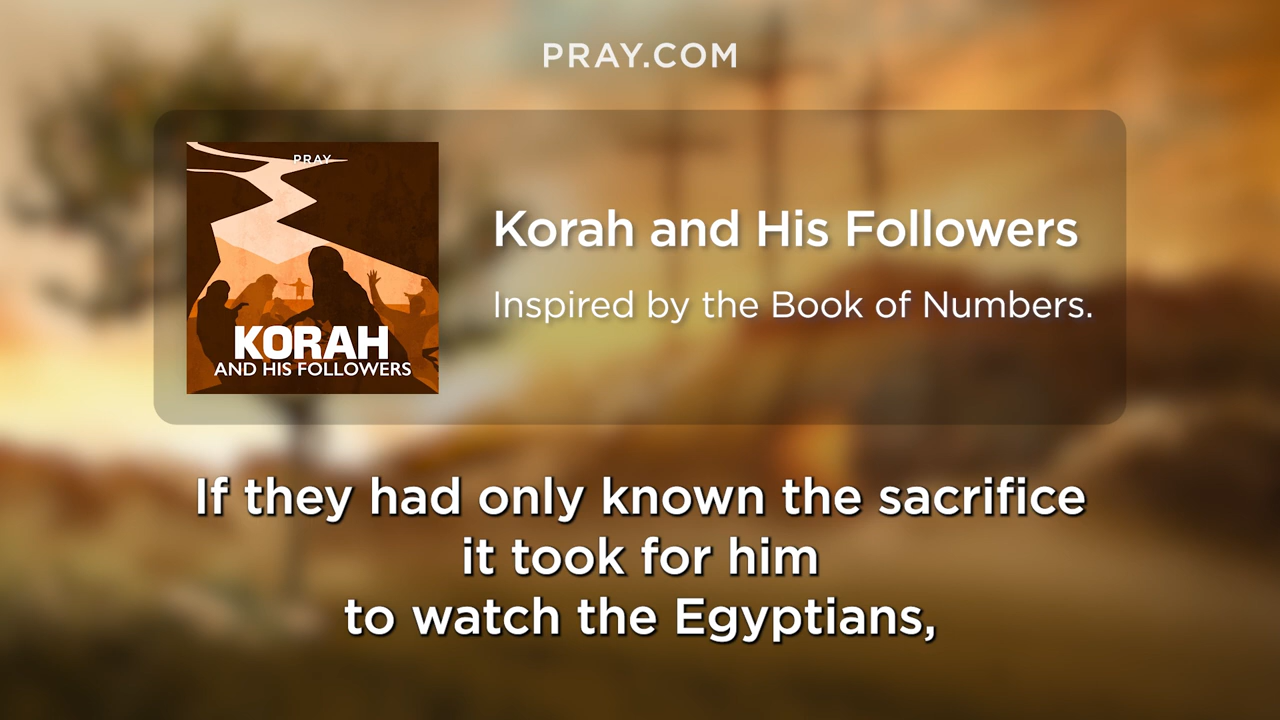 PRAY.COM
PRAY
KORAH
AND HIS FOLLOWERS
Korah and His Followers
Inspired by the Book of Numbers.
If they had only known the sacrifice
it took for him
to watch the Egyptians,